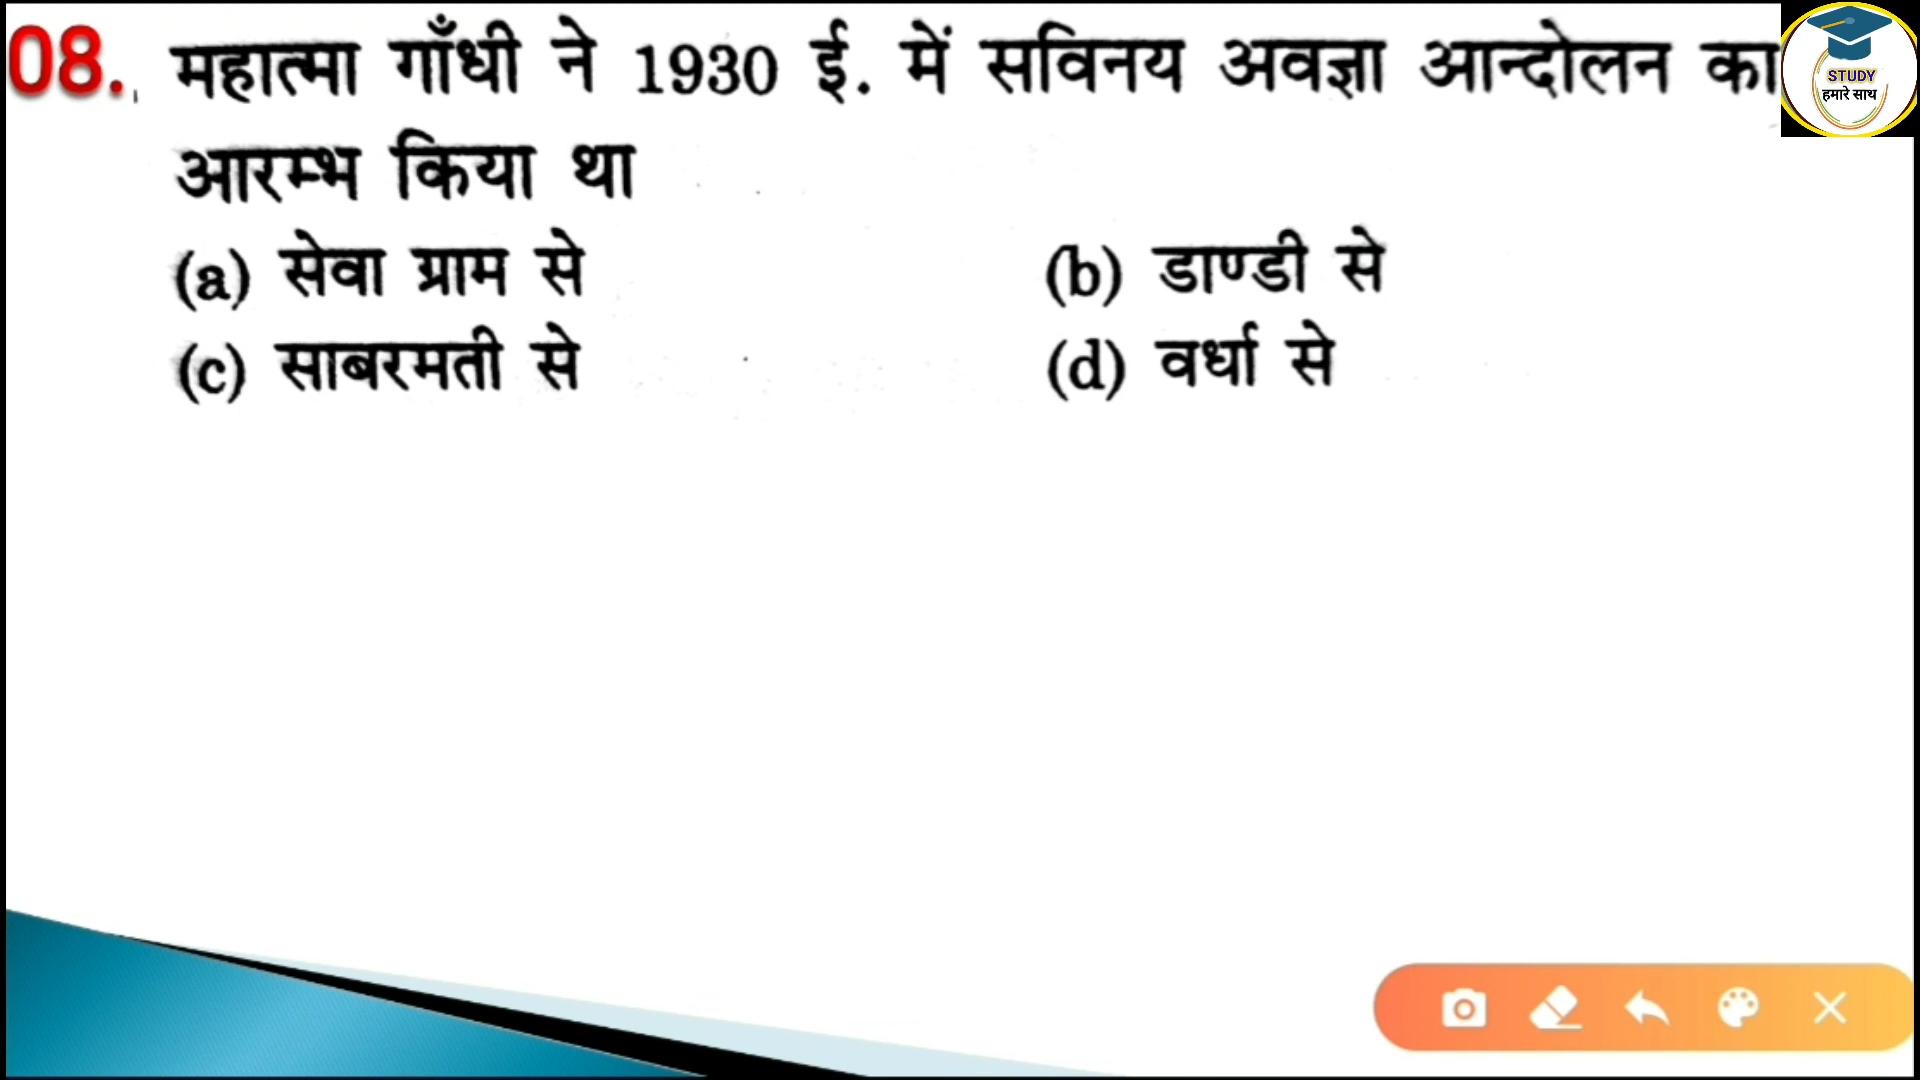 08. महात्मा गाँधी ने 1930 ई. में सविनय अवज्ञा आन्दोलन का
आरम्भ किया था
(a) सेवा ग्राम से (b) डाण्डी से
(c) साबरमती से (d) वर्धा से
STUDY
हमारे साथ